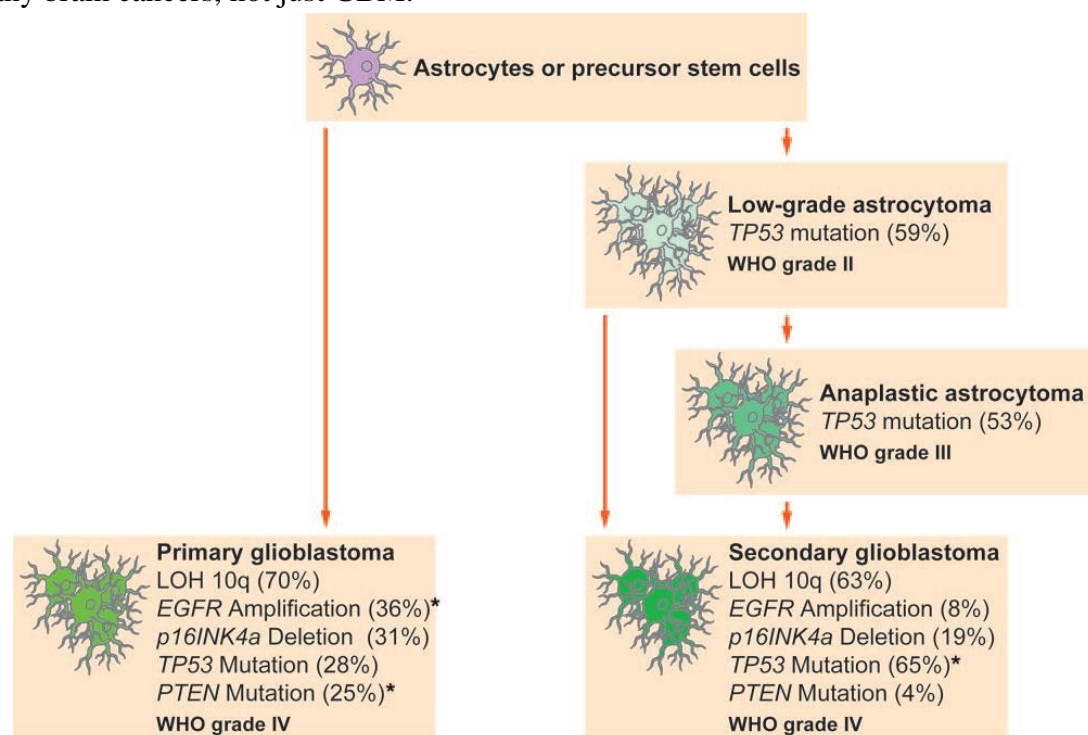 Astrocytes or precursor stem cells
Low-grade astrocytoma
TP53 mutation (59%)
WHO grade II
Anaplastic astrocytoma
TP53 mutation (53%)
WHO grade III
Primary glioblastoma
LOH 10q (70%)
EGFR Amplification (36%)*
p16INK4a Deletion (31%)
TP53 Mutation (28%)
PTEN Mutation (25%)*
WHO grade IV
Secondary glioblastoma
LOH 10q (63%)
EGFR Amplification (8%)
p16INK4a Deletion (19%)
TP53 Mutation (65%)*
PTEN Mutation (4%)
WHO grade IV